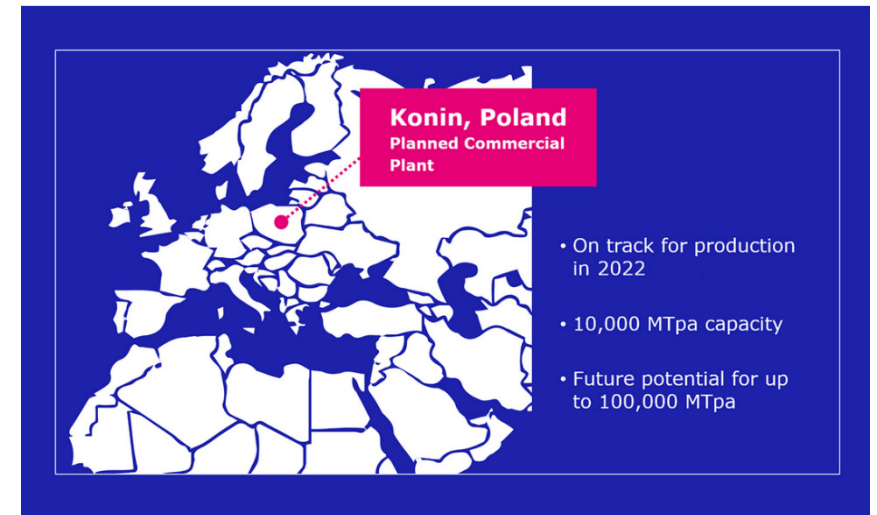 Konin, Poland
Planned Commercial
Plant
• On track for production
in 2022
• 10,000 MTpa capacity
• Future potential for up
to 100,000 MTpa